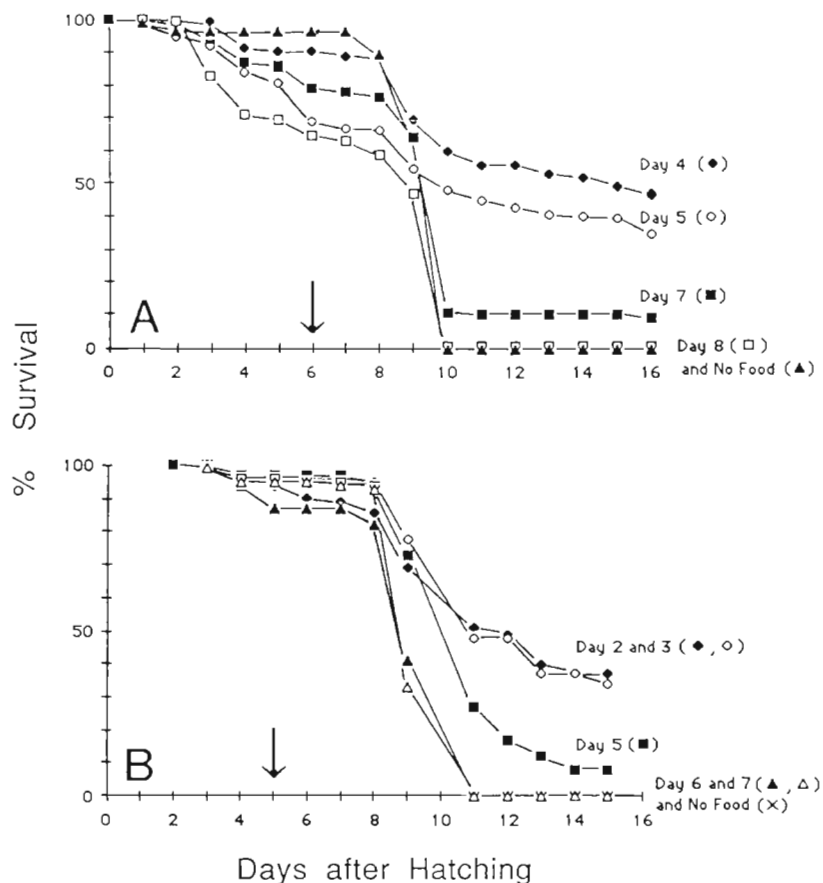 100
50
0
A
Day 4 (◆)
Day 5 (○)
Day 7 (■)
Day 8 (□)
and No Food (▲)
0 2 4 6 8 10 12 14 16
% Survival
100
50
0
B
Day 2 and 3 (◆, ○)
Day 5 (■)
Day 6 and 7 (▲, △)
and No Food (×)
0 2 4 6 8 10 12 14 16
Days after Hatching